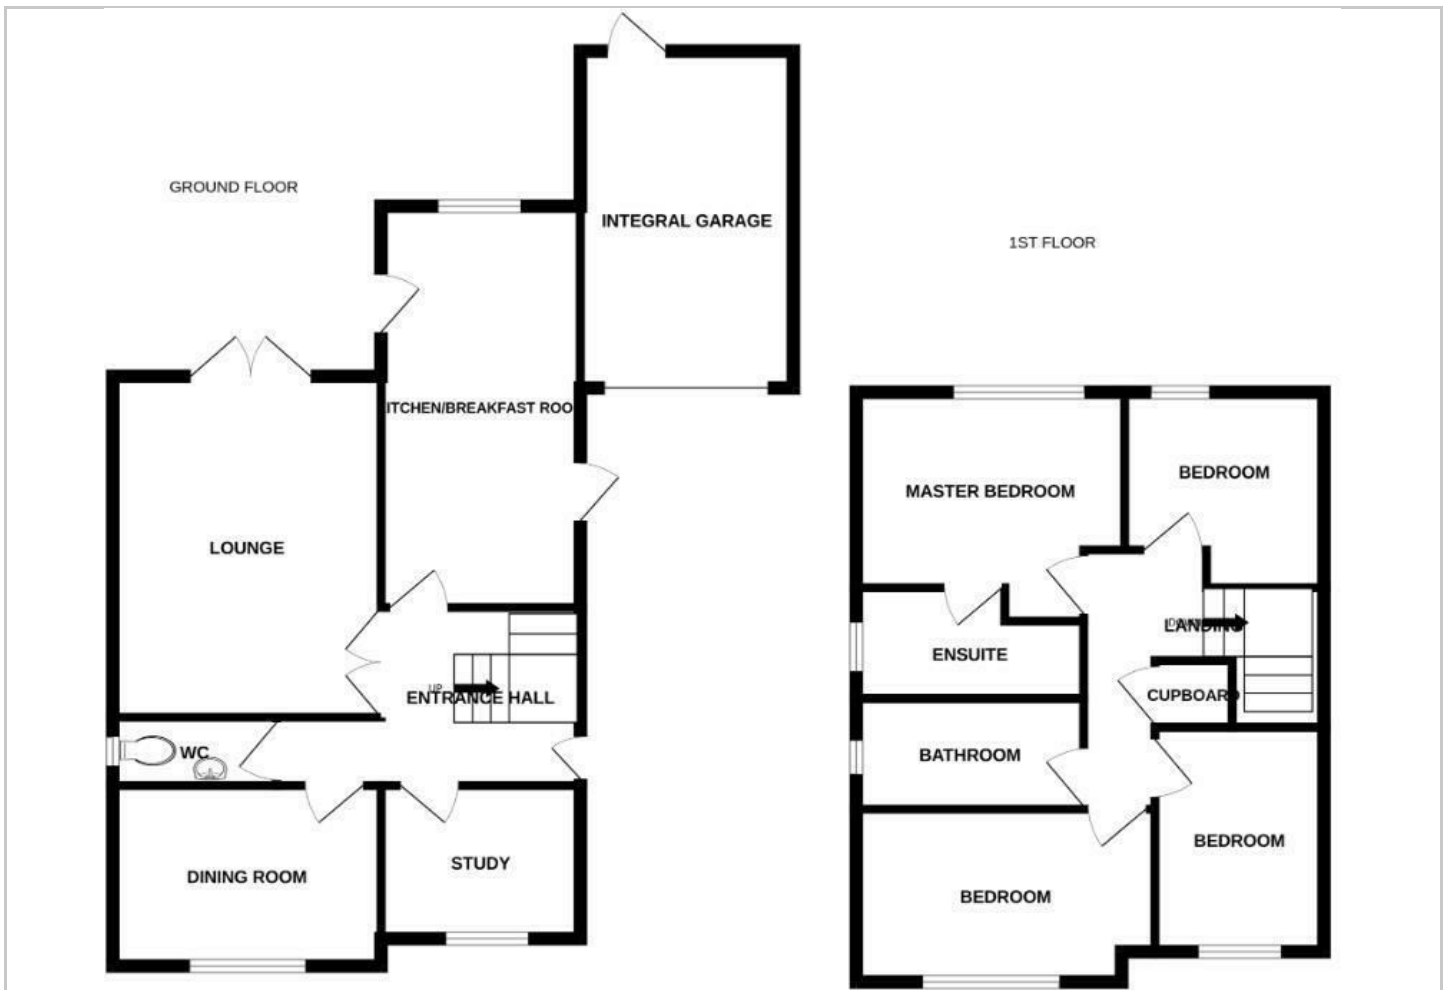 GROUND FLOOR
INTEGRAL GARAGE
ITCHEN/BREAKFAST ROO
LOUNGE
UP
ENTRANCE HALL
WC
DINING ROOM
STUDY
1ST FLOOR
MASTER BEDROOM
BEDROOM
LANDING
ENSUITE
CUPBOARD
BATHROOM
BEDROOM
BEDROOM